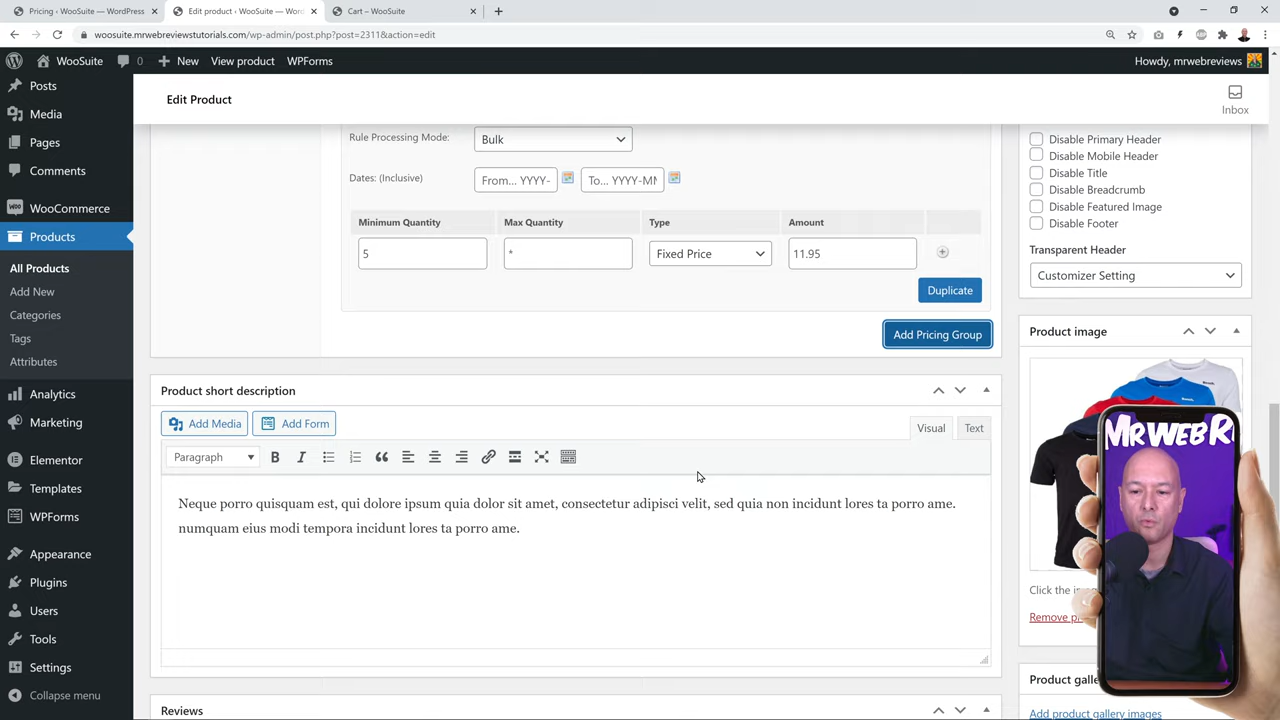 Pricing ‹ WooSuite — WordPress
Edit product ‹ WooSuite — Wor
Cart – WooSuite
woosuite.mrwebreviewstutorials.com/wp-admin/post.php?post=2311&action=edit
WooSuite
0
New
View product
WPForms
Howdy, mrwebreviews
Posts
Media
Pages
Comments
WooCommerce
Products
All Products
Add New
Categories
Tags
Attributes
Analytics
Marketing
Elementor
Templates
WPForms
Appearance
Plugins
Users
Tools
Settings
Collapse menu
Edit Product
Inbox
Rule Processing Mode:
Bulk
Dates: (Inclusive)
From... YYYY-
To... YYYY-MM
Minimum Quantity
Max Quantity
Type
Amount
5
*
Fixed Price
11.95
Duplicate
Add Pricing Group
Product short description
Add Media
Add Form
Visual
Text
Paragraph
Neque porro quisquam est, qui dolore ipsum quia dolor sit amet, consectetur adipisci velit, sed quia non incidunt lores ta porro ame.
numquam eius modi tempora incidunt lores ta porro ame.
Reviews
Disable Primary Header
Disable Mobile Header
Disable Title
Disable Breadcrumb
Disable Featured Image
Disable Footer
Transparent Header
Customizer Setting
Product image
MRWEB R
Click the
Remove
Product
Add product gallery images